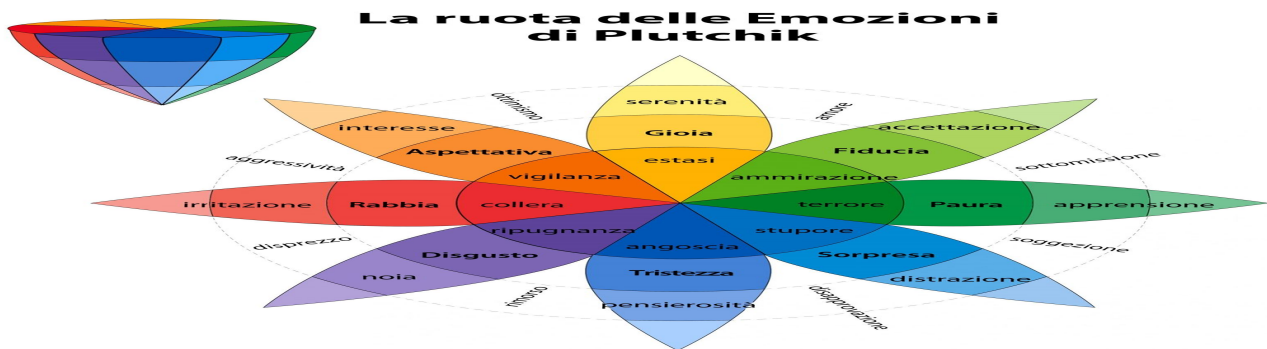 La ruota delle Emozioni
di Plutchik
serenità
ottimismo
amore
interesse
Gioia
accettazione
Aspettativa
Fiducia
aggressività
estasi
sottomissione
vigilanza
ammirazione
irritazione
Rabbia
collera
terrore
Paura
apprensione
ripugnanza
stupore
disprezzo
angoscia
soggezione
Disgusto
Sorpresa
noia
Tristezza
distrazione
rimorso
pensierosità
disapprovazione